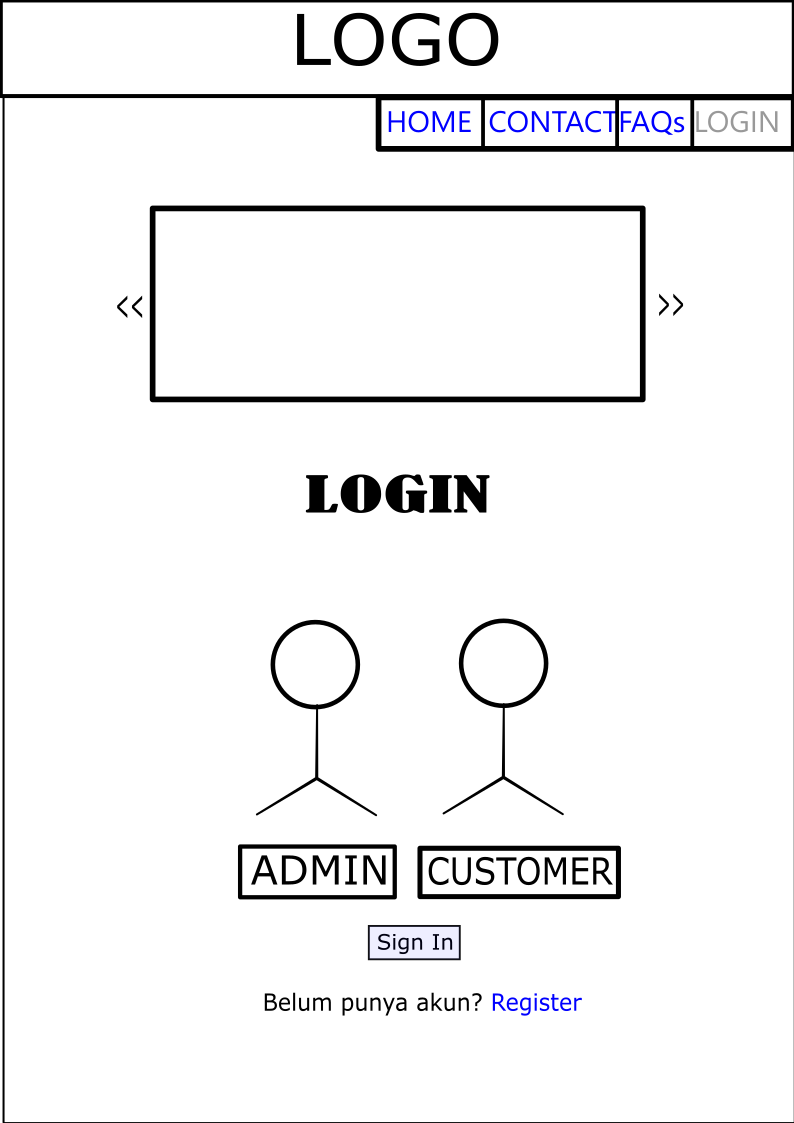 LOGO
HOME CONTACT FAQs LOGIN
<< >>
LOGIN
ADMIN CUSTOMER
Sign In
Belum punya akun? Register